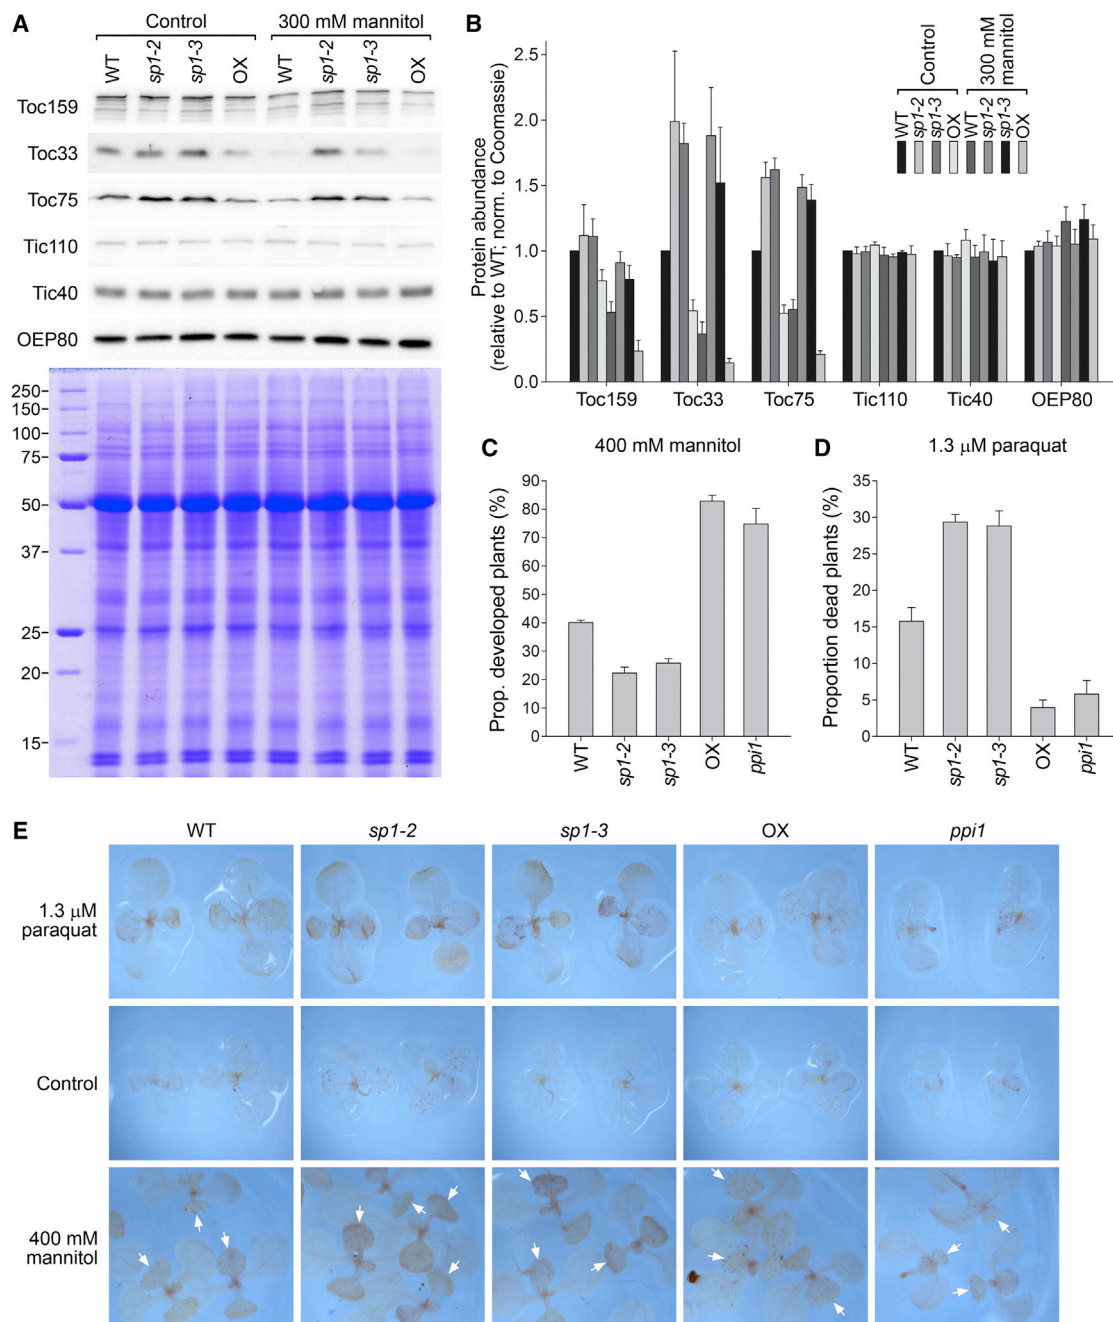 A
Control
300 mM mannitol
WT
sp1-2
sp1-3
OX
WT
sp1-2
sp1-3
OX
Toc159
Toc33
Toc75
Tic110
Tic40
OEP80
250
150
100
75
50
37
25
20
15
B
Protein abundance
(relative to WT; norm. to Coomassie)
2.5
2.0
1.5
1.0
0.5
0.0
Control
300 mM
mannitol
WT
sp1-2
sp1-3
OX
WT
sp1-2
sp1-3
OX
Toc159
Toc33
Toc75
Tic110
Tic40
OEP80
C
400 mM mannitol
Prop. developed plants (%)
90
80
70
60
50
40
30
20
10
0
WT
sp1-2
sp1-3
OX
ppi1
D
1.3 μM paraquat
Proportion dead plants (%)
35
30
25
20
15
10
5
0
WT
sp1-2
sp1-3
OX
ppi1
E
WT
sp1-2
sp1-3
OX
ppi1
1.3 μM
paraquat
Control
400 mM
mannitol